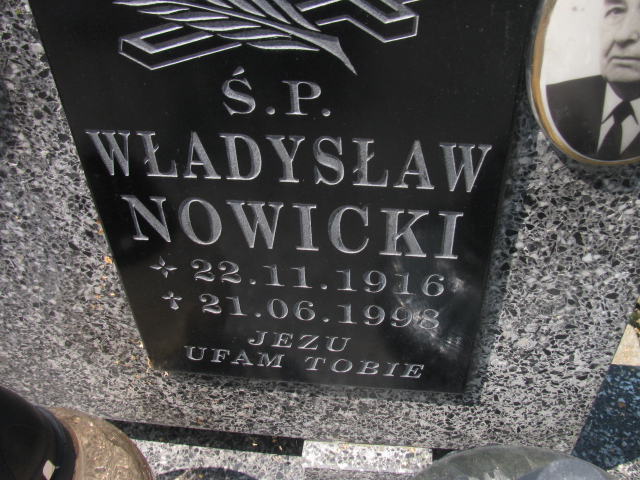 Ś.P.
WŁADYSŁAW
NOWICKI
22.11.1916
21.06.1998
JEZU
UFAM TOBIE